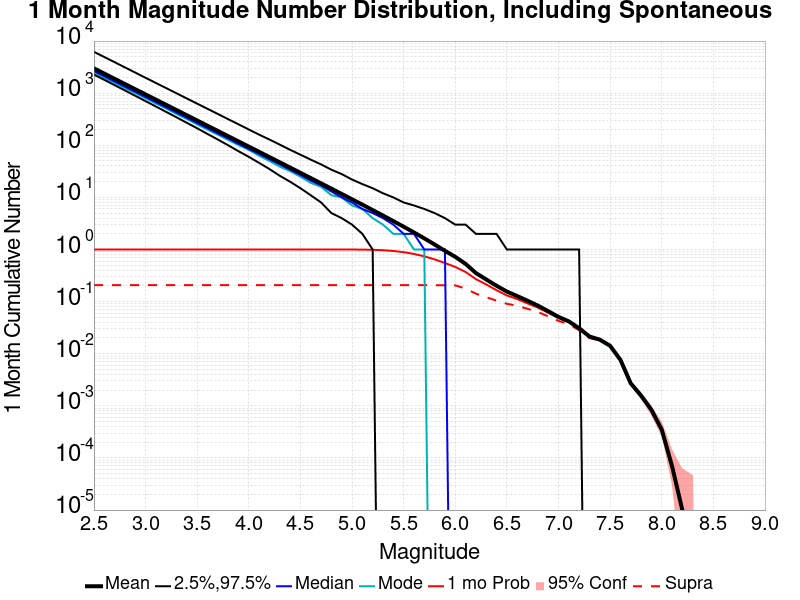 1 Month Magnitude Number Distribution, Including Spontaneous
1 Month Cumulative Number
10^4
10^3
10^2
10^1
10^0
10^-1
10^-2
10^-3
10^-4
10^-5
2.5 3.0 3.5 4.0 4.5 5.0 5.5 6.0 6.5 7.0 7.5 8.0 8.5 9.0
Magnitude
Mean 2.5%,97.5% Median Mode 1 mo Prob 95% Conf Supra